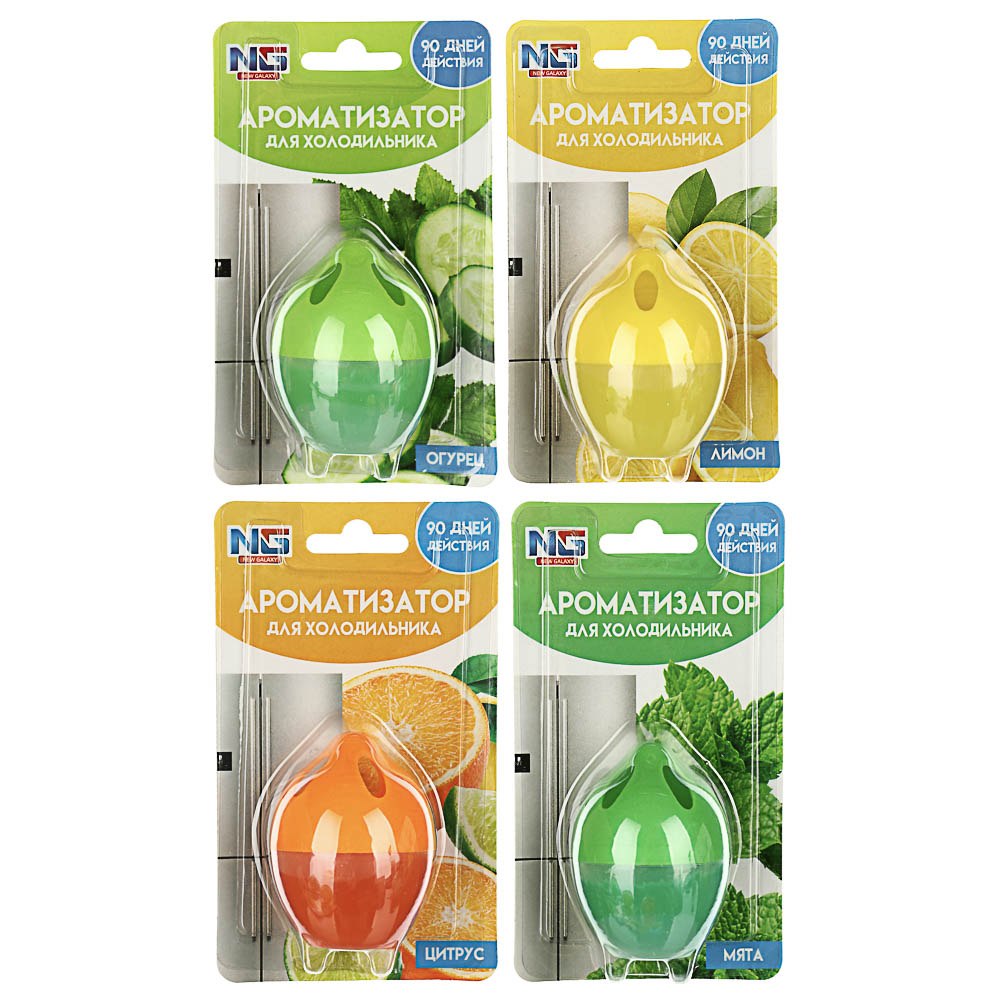 NG
NEW GALAXY
90 ДНЕЙ
ДЕЙСТВИЯ
АРОМАТИЗАТОР
ДЛЯ ХОЛОДИЛЬНИКА
ОГУРЕЦ
NG
NEW GALAXY
90 ДНЕЙ
ДЕЙСТВИЯ
АРОМАТИЗАТОР
ДЛЯ ХОЛОДИЛЬНИКА
ЛИМОН
NG
NEW GALAXY
90 ДНЕЙ
ДЕЙСТВИЯ
АРОМАТИЗАТОР
ДЛЯ ХОЛОДИЛЬНИКА
ЦИТРУС
NG
NEW GALAXY
90 ДНЕЙ
ДЕЙСТВИЯ
АРОМАТИЗАТОР
ДЛЯ ХОЛОДИЛЬНИКА
МЯТА